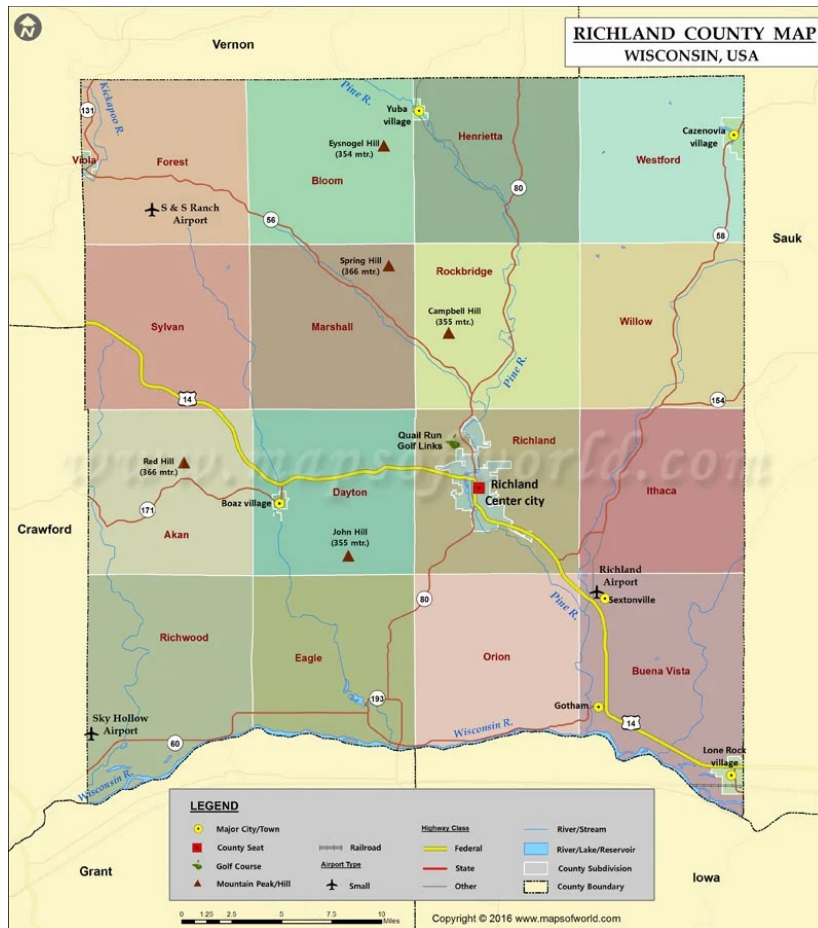 RICHLAND COUNTY MAP
WISCONSIN, USA
Vernon
131
Kickapoo R.
Pine R.
Yuba
village
Henrietta
Cazenovia
village
Eysnogel Hill
(354 mtr.)
Viola
Forest
Westford
Bloom
80
S & S Ranch
Airport
56
58
Sauk
Spring Hill
(366 mtr.)
Rockbridge
Campbell Hill
(355 mtr.)
Sylvan
Marshall
Willow
Pine R.
14
154
Quail Run
Golf Links
Richland
www.mapsofworld.com
Red Hill
(366 mtr.)
Richland
Center city
Dayton
Ithaca
Boaz village
171
Crawford
Akan
John Hill
(355 mtr.)
Richland
Airport
80
Pine R.
Sextonville
Richwood
Eagle
Orion
Buena Vista
193
Gotham
Sky Hollow
Airport
60
Wisconsin R.
14
Lone Rock
village
Wisconsin R.
LEGEND
Major City/Town
County Seat
Golf Course
Mountain Peak/Hill
Railroad
Airport Type
Small
Highway Class
Federal
State
Other
River/Stream
River/Lake/Reservoir
County Subdivision
County Boundary
Grant
Iowa
0 1.25 2.5 5 7.5 10
Miles
Copyright © 2016 www.mapsofworld.com